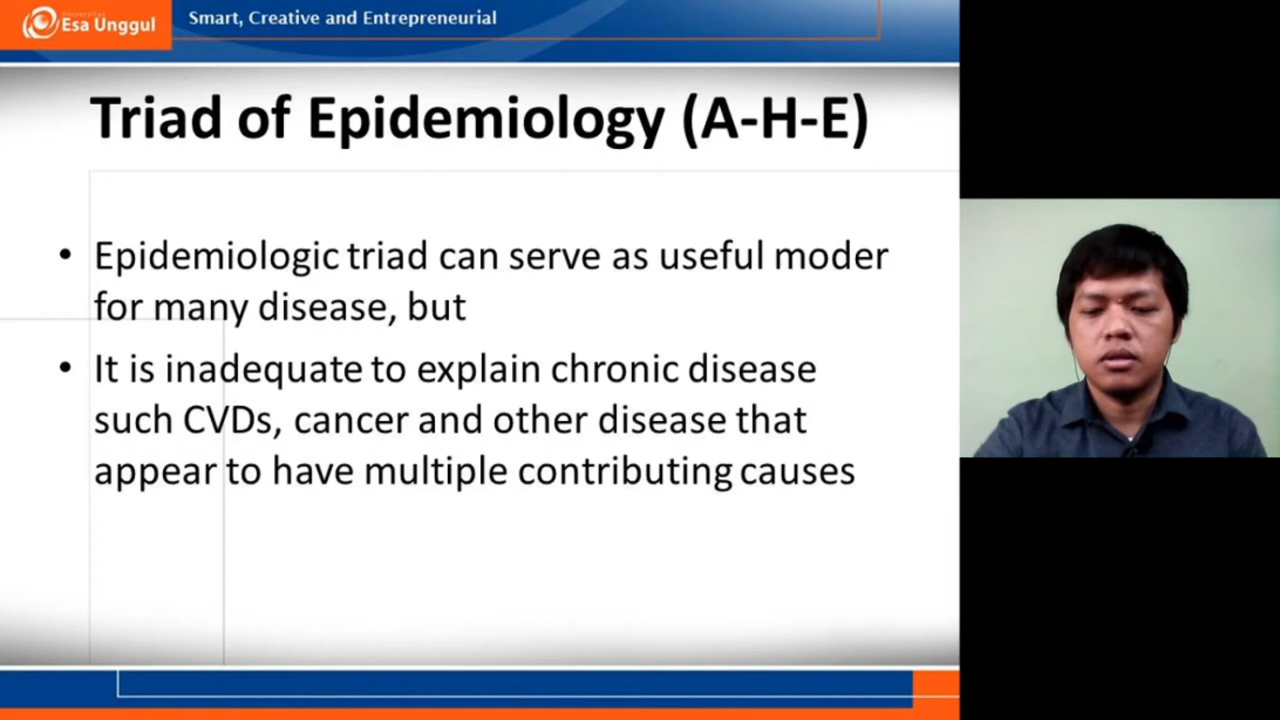 Universitas
Esa Unggul
Smart, Creative and Entrepreneurial
Triad of Epidemiology (A-H-E)
• Epidemiologic triad can serve as useful moder
for many disease, but
• It is inadequate to explain chronic disease
such CVDs, cancer and other disease that
appear to have multiple contributing causes